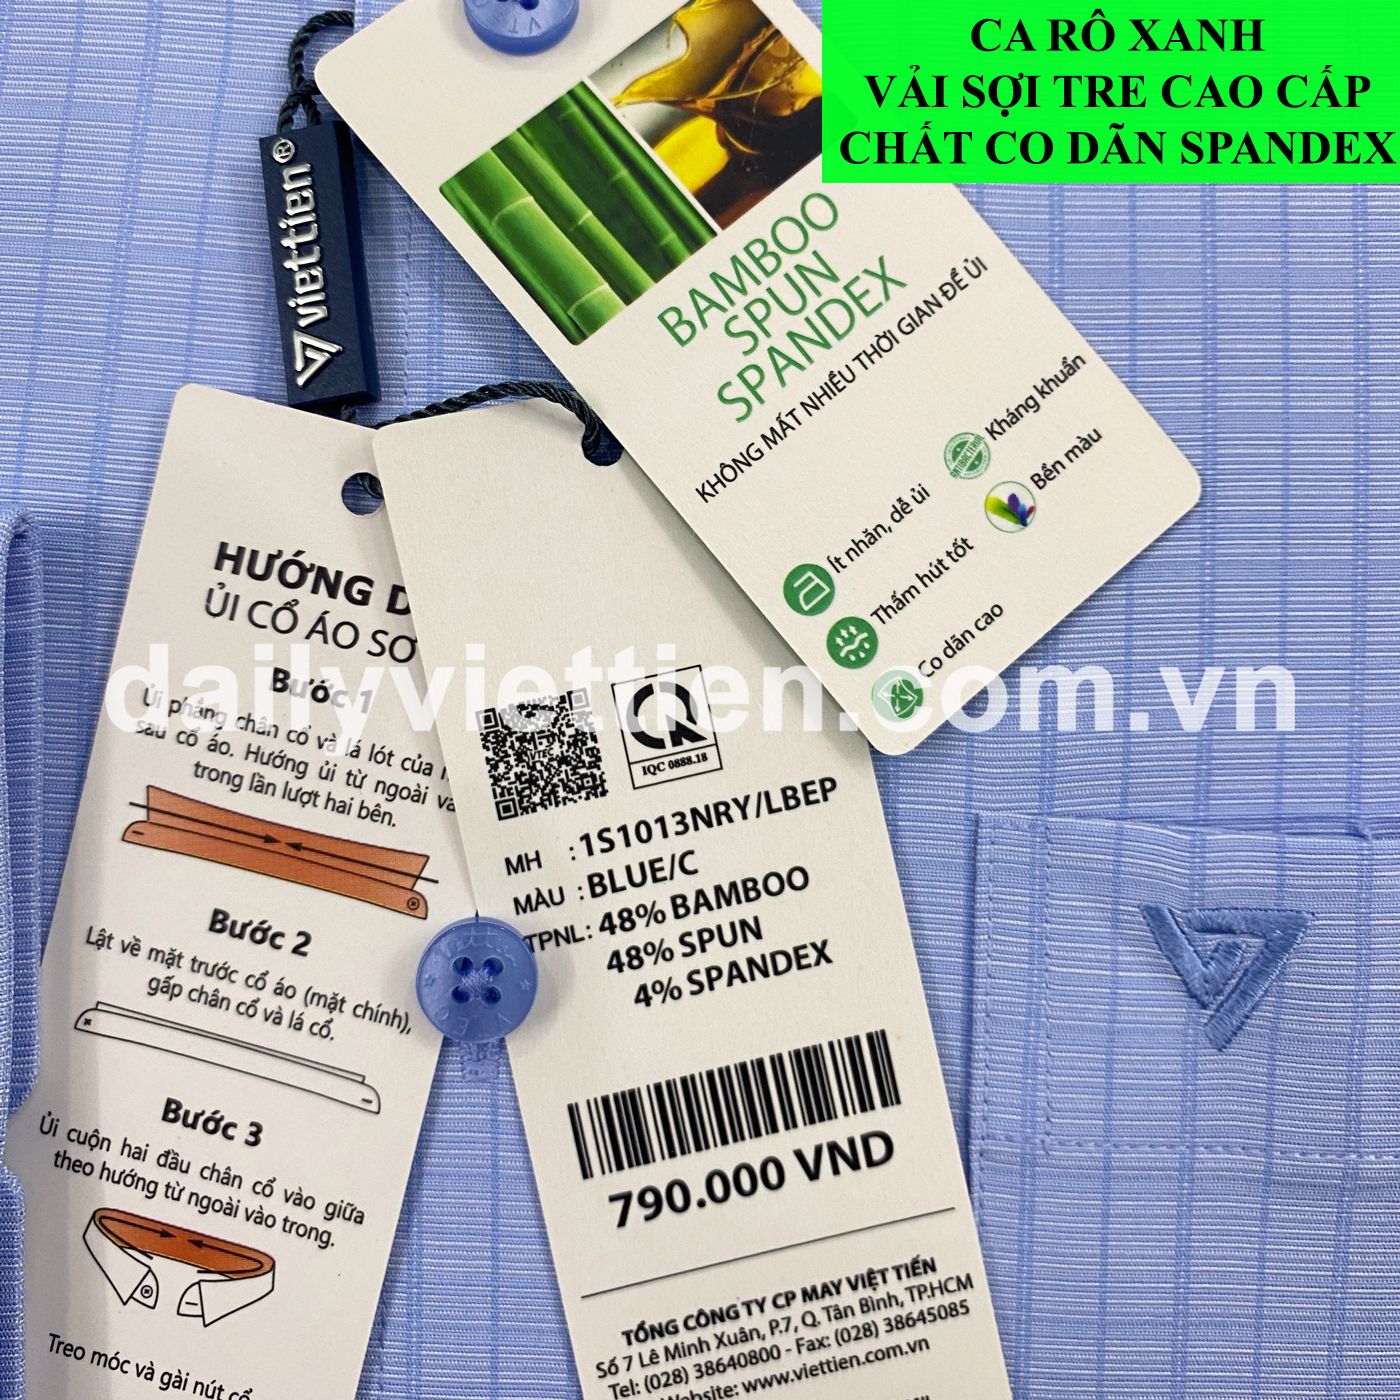 CA RÔ XANH
VẢI SỢI TRE CAO CẤP
CHẤT CO DÃN SPANDEX
viettien®
BAMBOO
SPUN
SPANDEX
KHÔNG MẤT NHIỀU THỜI GIAN ĐỂ ỦI
Ít nhăn, dễ ủi
Kháng khuẩn
ANTIBACTERIAL
Thấm hút tốt
Bền màu
Co dãn cao
dailyviettien.com.vn
HƯỚNG D
ỦI CỔ ÁO SƠ
Bước 1
Ủi phẳng chân cổ và lá lót của
sau cổ áo. Hướng ủi từ ngoài và
trong lần lượt hai bên.
Bước 2
Lật về mặt trước cổ áo (mặt chính),
gấp chân cổ và lá cổ.
Bước 3
Ủi cuộn hai đầu chân cổ vào giữa
theo hướng từ ngoài vào trong.
Treo móc và gài nút cổ
VTEC
IQC 0888.18
MH : 1S1013NRY/LBEP
MÀU : BLUE/C
TPNL: 48% BAMBOO
48% SPUN
4% SPANDEX
790.000 VND
TỔNG CÔNG TY CP MAY VIỆT TIẾN
Số 7 Lê Minh Xuân, P.7, Q. Tân Bình, TP.HCM
Tel: (028) 38640800 - Fax: (028) 38645085
Website: www.viettien.com.vn